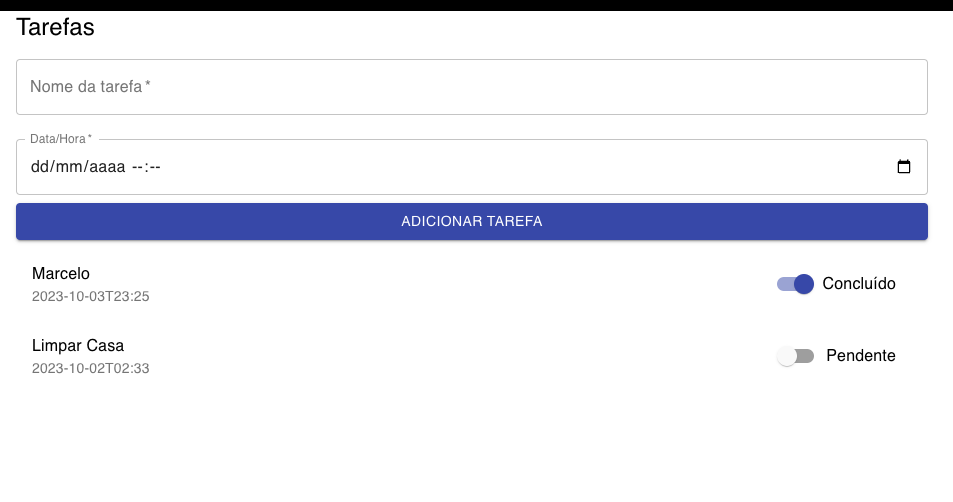 Tarefas
Nome da tarefa *
Data/Hora *
dd/mm/aaaa --:--
ADICIONAR TAREFA
Marcelo
2023-10-03T23:25
Concluído
Limpar Casa
2023-10-02T02:33
Pendente